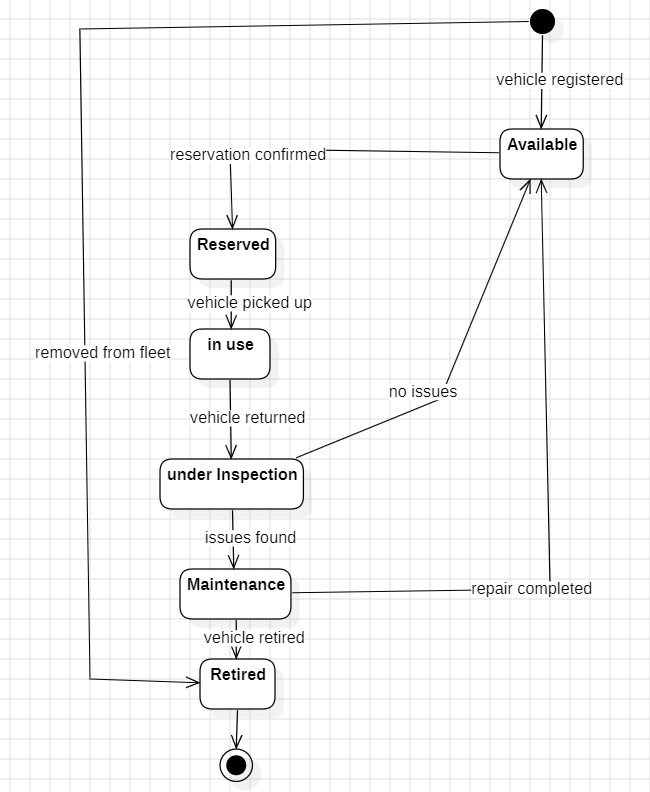 vehicle registered
Available
reservation confirmed
Reserved
vehicle picked up
in use
removed from fleet
no issues
vehicle returned
under Inspection
issues found
Maintenance
repair completed
vehicle retired
Retired